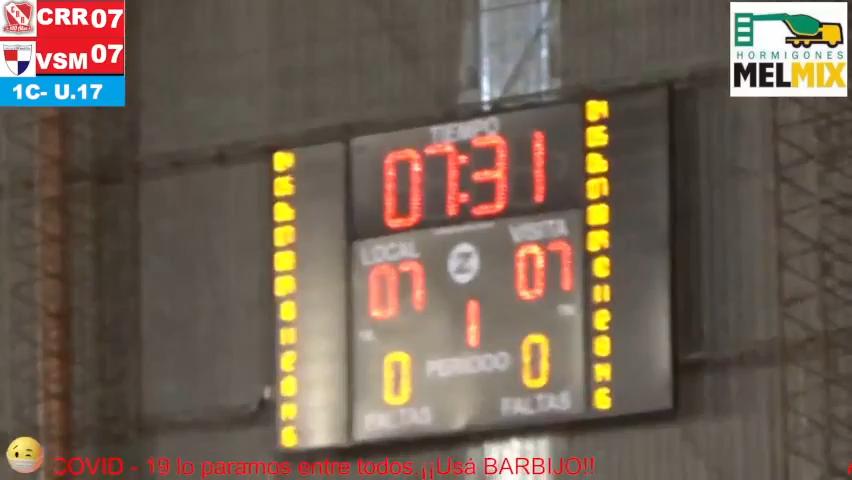 CRR 07
VSM 07
1C- U.17
HORMIGONES
MELMIX
TIEMPO
07:31
LOCAL
VISITA
07
07
1
PERIODO
0
0
FALTAS
FALTAS
COVID - 19 lo paramos entre todos.¡¡Usá BARBIJO!!